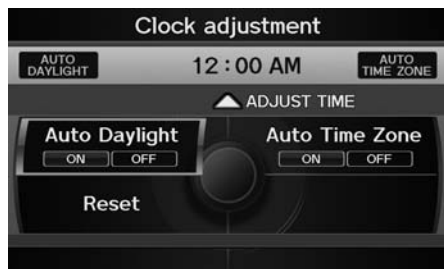 Clock adjustment
AUTO DAYLIGHT
12:00 AM
AUTO TIME ZONE
ADJUST TIME
Auto Daylight
ON OFF
Auto Time Zone
ON OFF
Reset